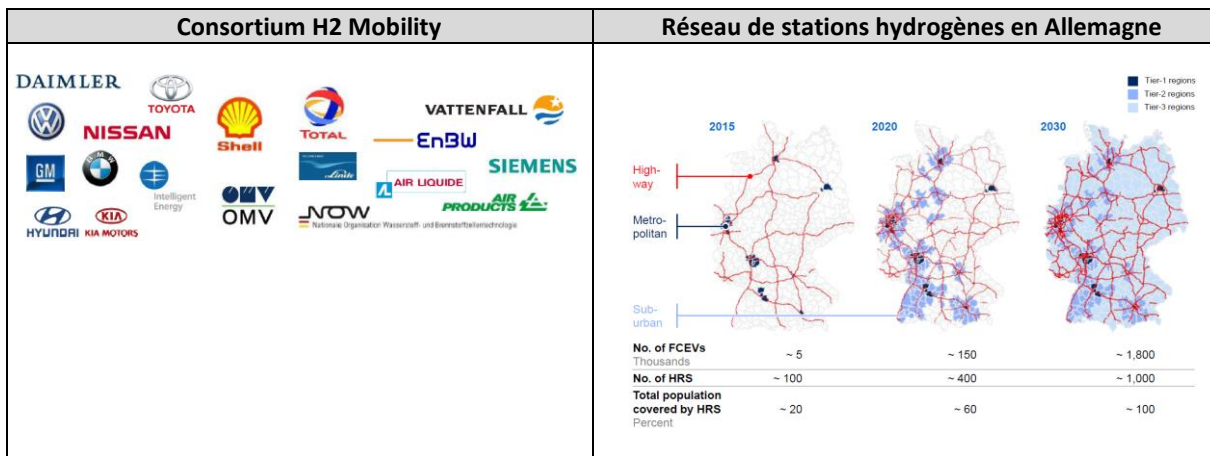 Consortium H2 Mobility
Réseau de stations hydrogènes en Allemagne
DAIMLER
TOYOTA
NISSAN
Shell
TOTAL
VATTENFALL
EnBW
SIEMENS
GM
BMW
Intelligent
Energy
OMV
OMV
Linde
AIR LIQUIDE
AIR
PRODUCTS
HYUNDAI
KIA
KIA MOTORS
NOW
Nationale Organisation Wasserstoff- und Brennstoffzellentechnologie
Tier-1 regions
Tier-2 regions
Tier-3 regions
2015
2020
2030
High-
way
Metro-
politan
Sub-
urban
No. of FCEVs
Thousands
~ 5
~ 150
~ 1,800
No. of HRS
~ 100
~ 400
~ 1,000
Total population
covered by HRS
Percent
~ 20
~ 60
~ 100